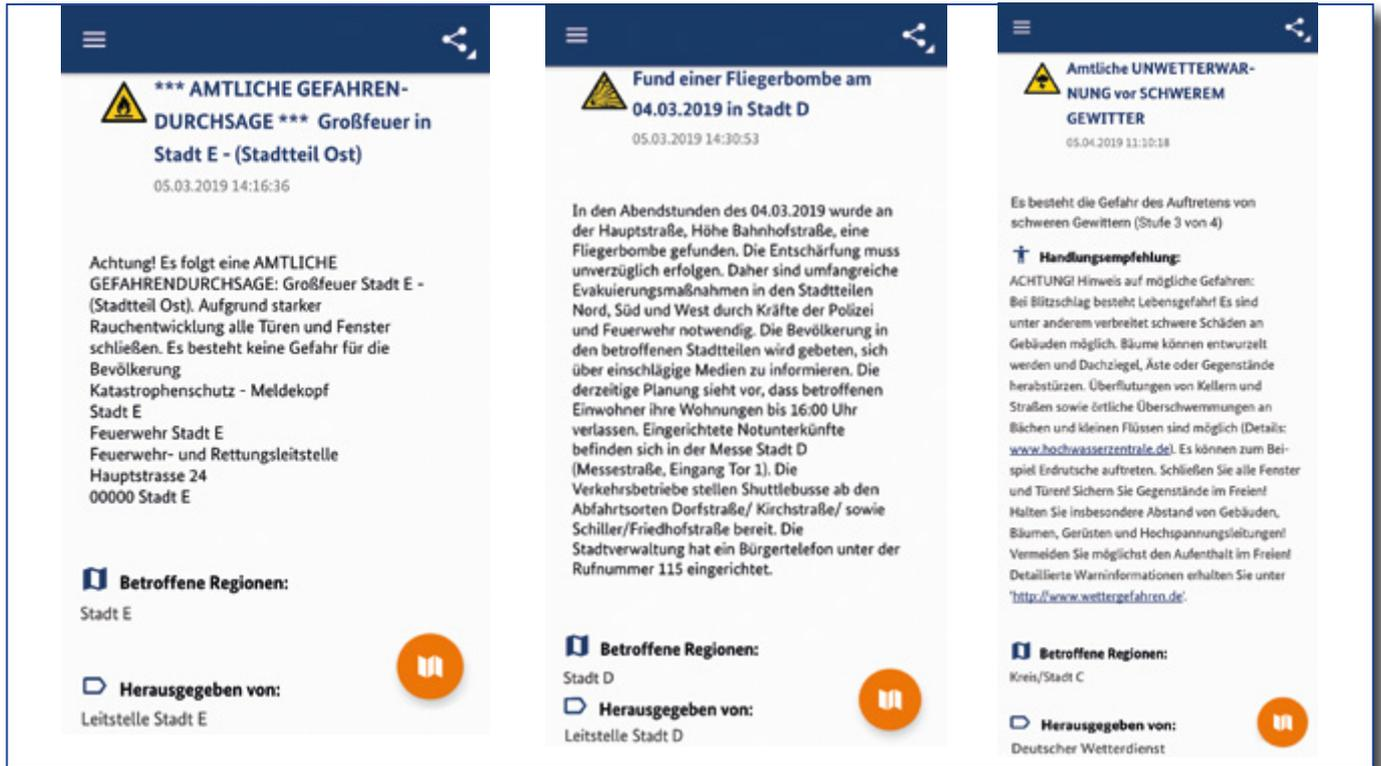 *** AMTLICHE GEFAHREN-
DURCHSAGE *** Großfeuer in
Stadt E - (Stadtteil Ost)
05.03.2019 14:16:36
Achtung! Es folgt eine AMTLICHE
GEFAHRENDURCHSAGE: Großfeuer Stadt E -
(Stadtteil Ost). Aufgrund starker
Rauchentwicklung alle Türen und Fenster
schließen. Es besteht keine Gefahr für die
Bevölkerung
Katastrophenschutz - Meldekopf
Stadt E
Feuerwehr Stadt E
Feuerwehr- und Rettungsleitstelle
Hauptstrasse 24
00000 Stadt E
Betroffene Regionen:
Stadt E
Herausgegeben von:
Leitstelle Stadt E
Fund einer Fliegerbombe am
04.03.2019 in Stadt D
05.03.2019 14:30:53
In den Abendstunden des 04.03.2019 wurde an
der Hauptstraße, Höhe Bahnhofstraße, eine
Fliegerbombe gefunden. Die Entschärfung muss
unverzüglich erfolgen. Daher sind umfangreiche
Evakuierungsmaßnahmen in den Stadtteilen
Nord, Süd und West durch Kräfte der Polizei
und Feuerwehr notwendig. Die Bevölkerung in
den betroffenen Stadtteilen wird gebeten, sich
über einschlägige Medien zu informieren. Die
derzeitige Planung sieht vor, dass betroffenen
Einwohner ihre Wohnungen bis 16:00 Uhr
verlassen. Eingerichtete Notunterkünfte
befinden sich in der Messe Stadt D
(Messestraße, Eingang Tor 1). Die
Verkehrsbetriebe stellen Shuttlebusse ab den
Abfahrtsorten Dorfstraße/ Kirchstraße/ sowie
Schiller/Friedhofstraße bereit. Die
Stadtverwaltung hat ein Bürgertelefon unter der
Rufnummer 115 eingerichtet.
Betroffene Regionen:
Stadt D
Herausgegeben von:
Leitstelle Stadt D
Amtliche UNWETTERWAR-
NUNG vor SCHWEREM
GEWITTER
05.04.2019 11:10:18
Es besteht die Gefahr des Auftretens von
schweren Gewittern (Stufe 3 von 4)
Handlungsempfehlung:
ACHTUNG! Hinweis auf mögliche Gefahren:
Bei Blitzschlag besteht Lebensgefahr! Es sind
unter anderem verbreitet schwere Schäden an
Gebäuden möglich. Bäume können entwurzelt
werden und Dachziegel, Äste oder Gegenstände
herabstürzen. Überflutungen von Kellern und
Straßen sowie örtliche Überschwemmungen an
Bächen und kleinen Flüssen sind möglich (Details:
www.hochwasserzentrale.de). Es können zum Bei-
spiel Erdrutsche auftreten. Schließen Sie alle Fenster
und Türen! Sichern Sie Gegenstände im Freien!
Halten Sie insbesondere Abstand von Gebäuden,
Bäumen, Gerüsten und Hochspannungsleitungen!
Vermeiden Sie möglichst den Aufenthalt im Freien!
Detaillierte Warninformationen erhalten Sie unter
'http://www.wettergefahren.de'.
Betroffene Regionen:
Kreis/Stadt C
Herausgegeben von:
Deutscher Wetterdienst